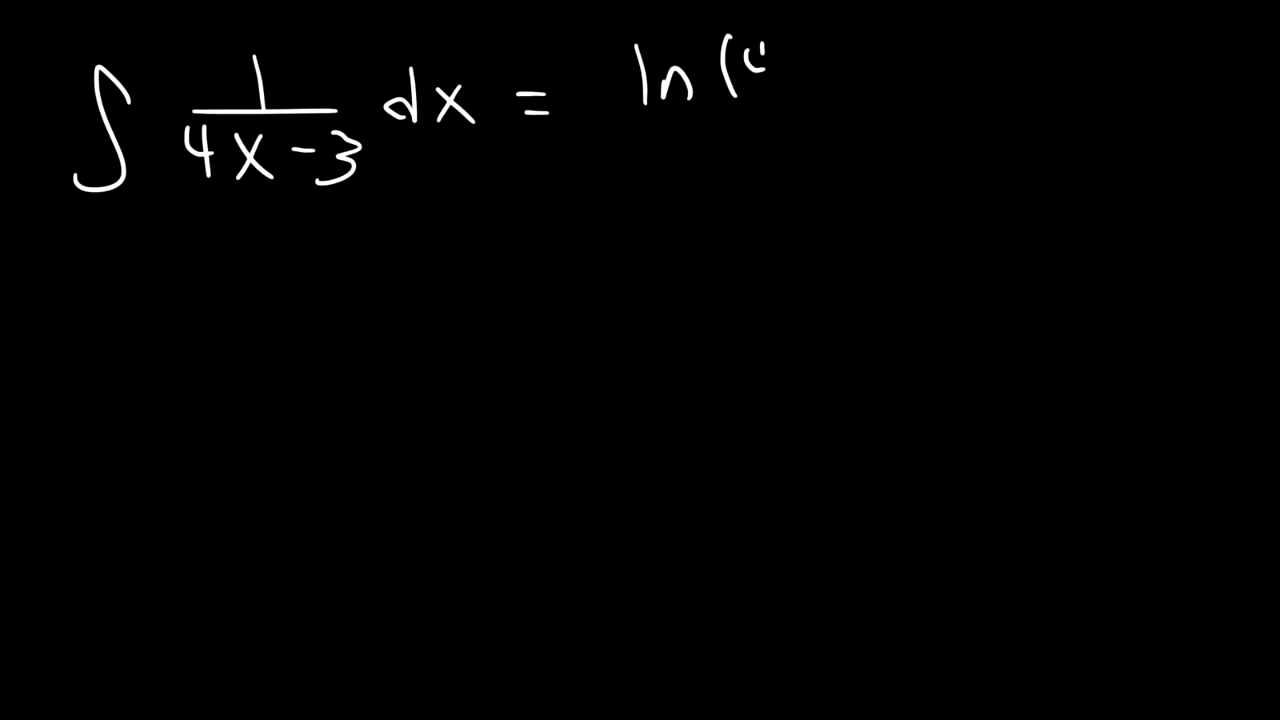 ∫ 1/(4x-3) dx = ln (